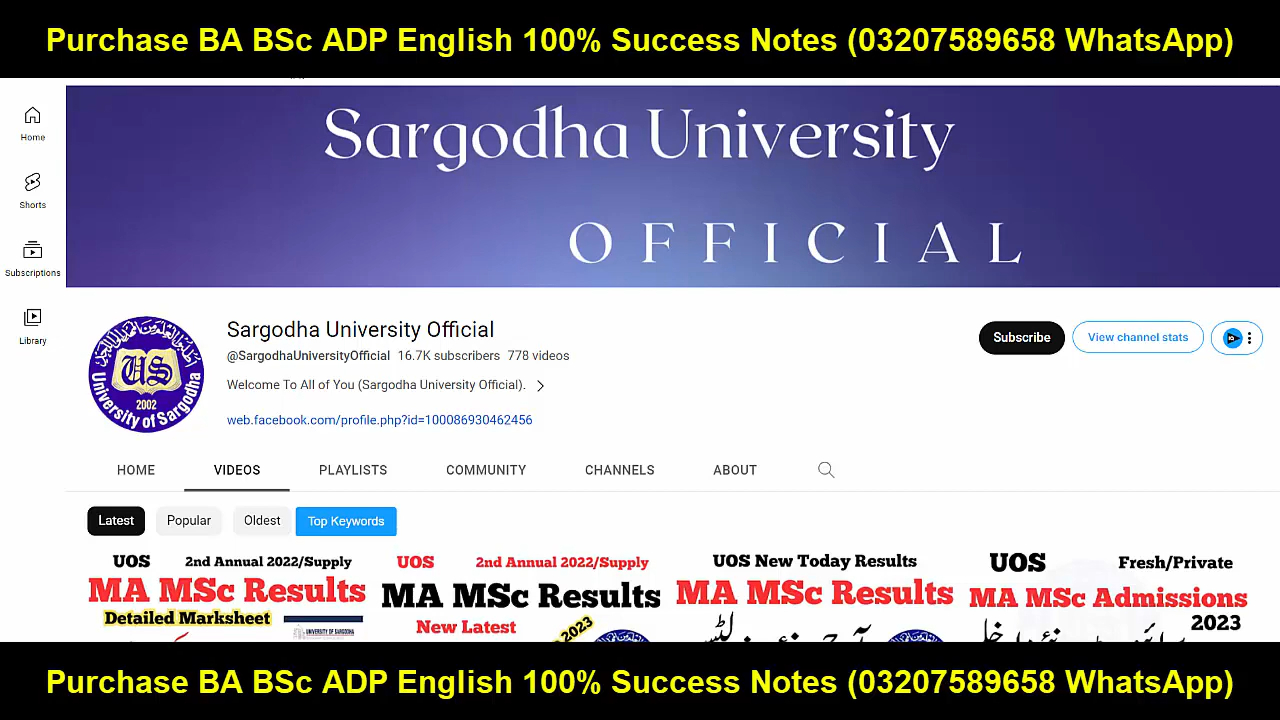 Purchase BA BSc ADP English 100% Success Notes (03207589658 WhatsApp)
Sargodha University
OFFICIAL
Home
Shorts
Subscriptions
Library
US
2002
University of Sargodha
Sargodha University Official
@SargodhaUniversityOfficial 16.7K subscribers 778 videos
Welcome To All of You (Sargodha University Official).
web.facebook.com/profile.php?id=100086930462456
Subscribe
View channel stats
HOME VIDEOS PLAYLISTS COMMUNITY CHANNELS ABOUT
Latest Popular Oldest Top Keywords
UOS 2nd Annual 2022/Supply
MA MSc Results
Detailed Marksheet
UNIVERSITY OF SARGODHA
UOS 2nd Annual 2022/Supply
MA MSc Results
New Latest
2023
UOS New Today Results
MA MSc Results
UOS Fresh/Private
MA MSc Admissions
2023
Purchase BA BSc ADP English 100% Success Notes (03207589658 WhatsApp)